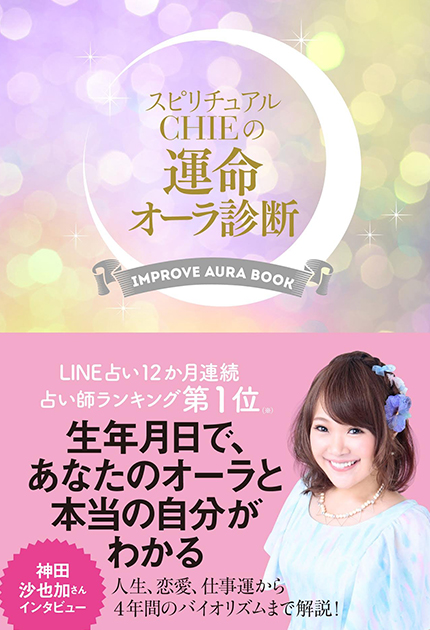 スピリチュアル
CHIEの
運命
オーラ診断
IMPROVE AURA BOOK
LINE占い12か月連続
占い師ランキング第1位(※)
生年月日で、
あなたのオーラと
本当の自分が
わかる
神田
沙也加さん
インタビュー
人生、恋愛、仕事運から
4年間のバイオリズムまで解説!